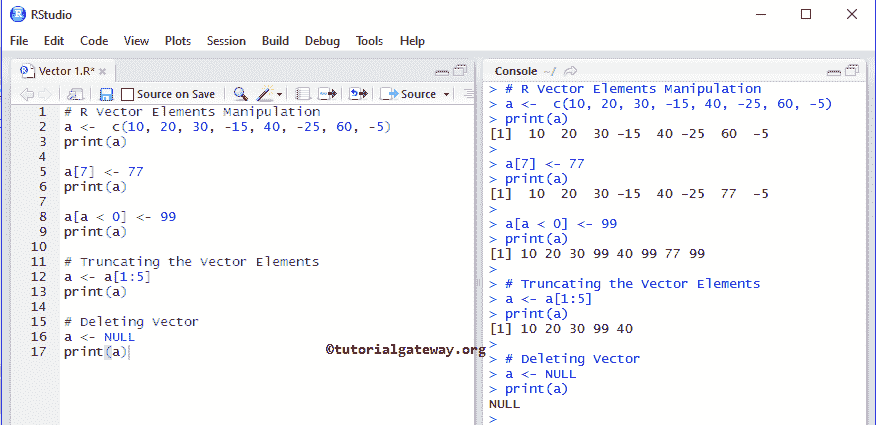 RStudio
File Edit Code View Plots Session Build Debug Tools Help
Vector 1.R*
Source on Save Source
1 # R Vector Elements Manipulation
2 a <-  c(10, 20, 30, -15, 40, -25, 60, -5)
3 print(a)
4
5 a[7] <- 77
6 print(a)
7
8 a[a < 0] <- 99
9 print(a)
10
11 # Truncating the Vector Elements
12 a <- a[1:5]
13 print(a)
14
15 # Deleting Vector
16 a <- NULL
17 print(a)
©tutorialgateway.org
Console ~/
> # R Vector Elements Manipulation
> a <-  c(10, 20, 30, -15, 40, -25, 60, -5)
> print(a)
[1]  10  20  30 -15  40 -25  60  -5
>
> a[7] <- 77
> print(a)
[1]  10  20  30 -15  40 -25  77  -5
>
> a[a < 0] <- 99
> print(a)
[1] 10 20 30 99 40 99 77 99
>
> # Truncating the Vector Elements
> a <- a[1:5]
> print(a)
[1] 10 20 30 99 40
>
> # Deleting Vector
> a <- NULL
> print(a)
NULL
>